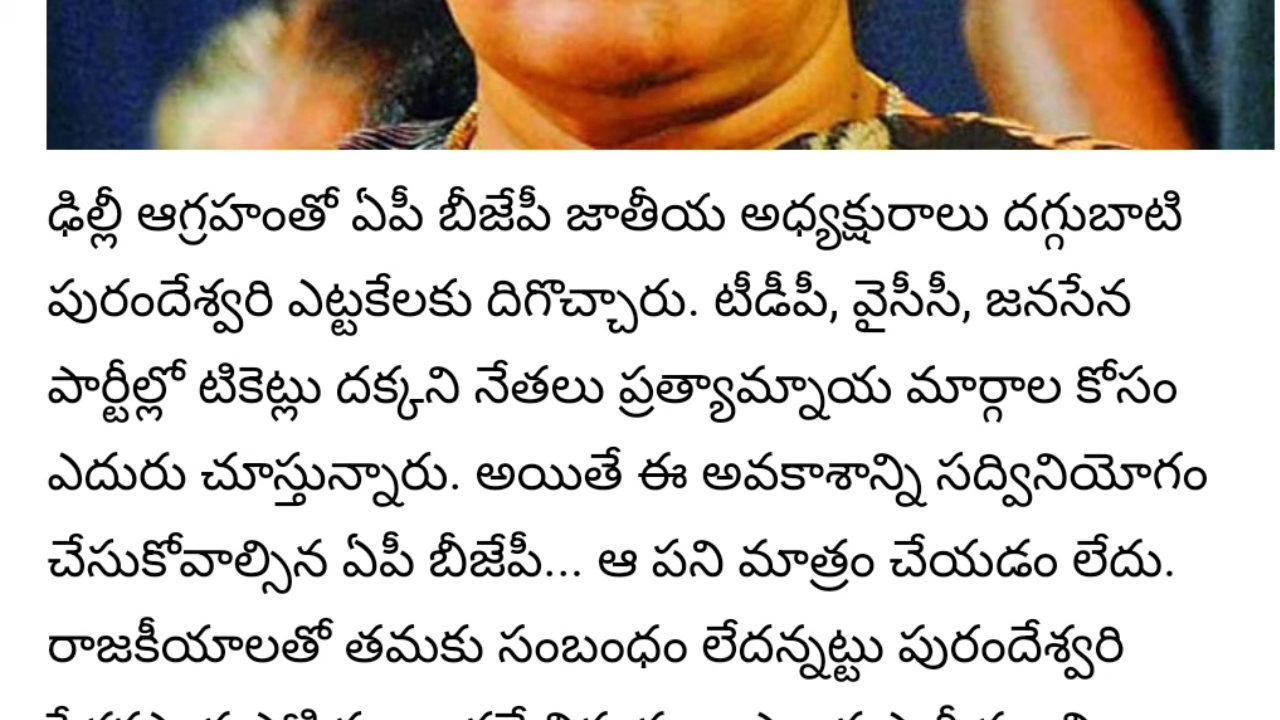 ఢిల్లీ ఆగ్రహంతో ఏపీ బీజేపీ జాతీయ అధ్యక్షురాలు దగ్గుబాటి
పురందేశ్వరి ఎట్టకేలకు దిగొచ్చారు. టీడీపీ, వైసీసీ, జనసేన
పార్టీల్లో టికెట్లు దక్కని నేతలు ప్రత్యామ్నాయ మార్గాల కోసం
ఎదురు చూస్తున్నారు. అయితే ఈ అవకాశాన్ని సద్వినియోగం
చేసుకోవాల్సిన ఏపీ బీజేపీ... ఆ పని మాత్రం చేయడం లేదు.
రాజకీయాలతో తమకు సంబంధం లేదన్నట్టు పురందేశ్వరి